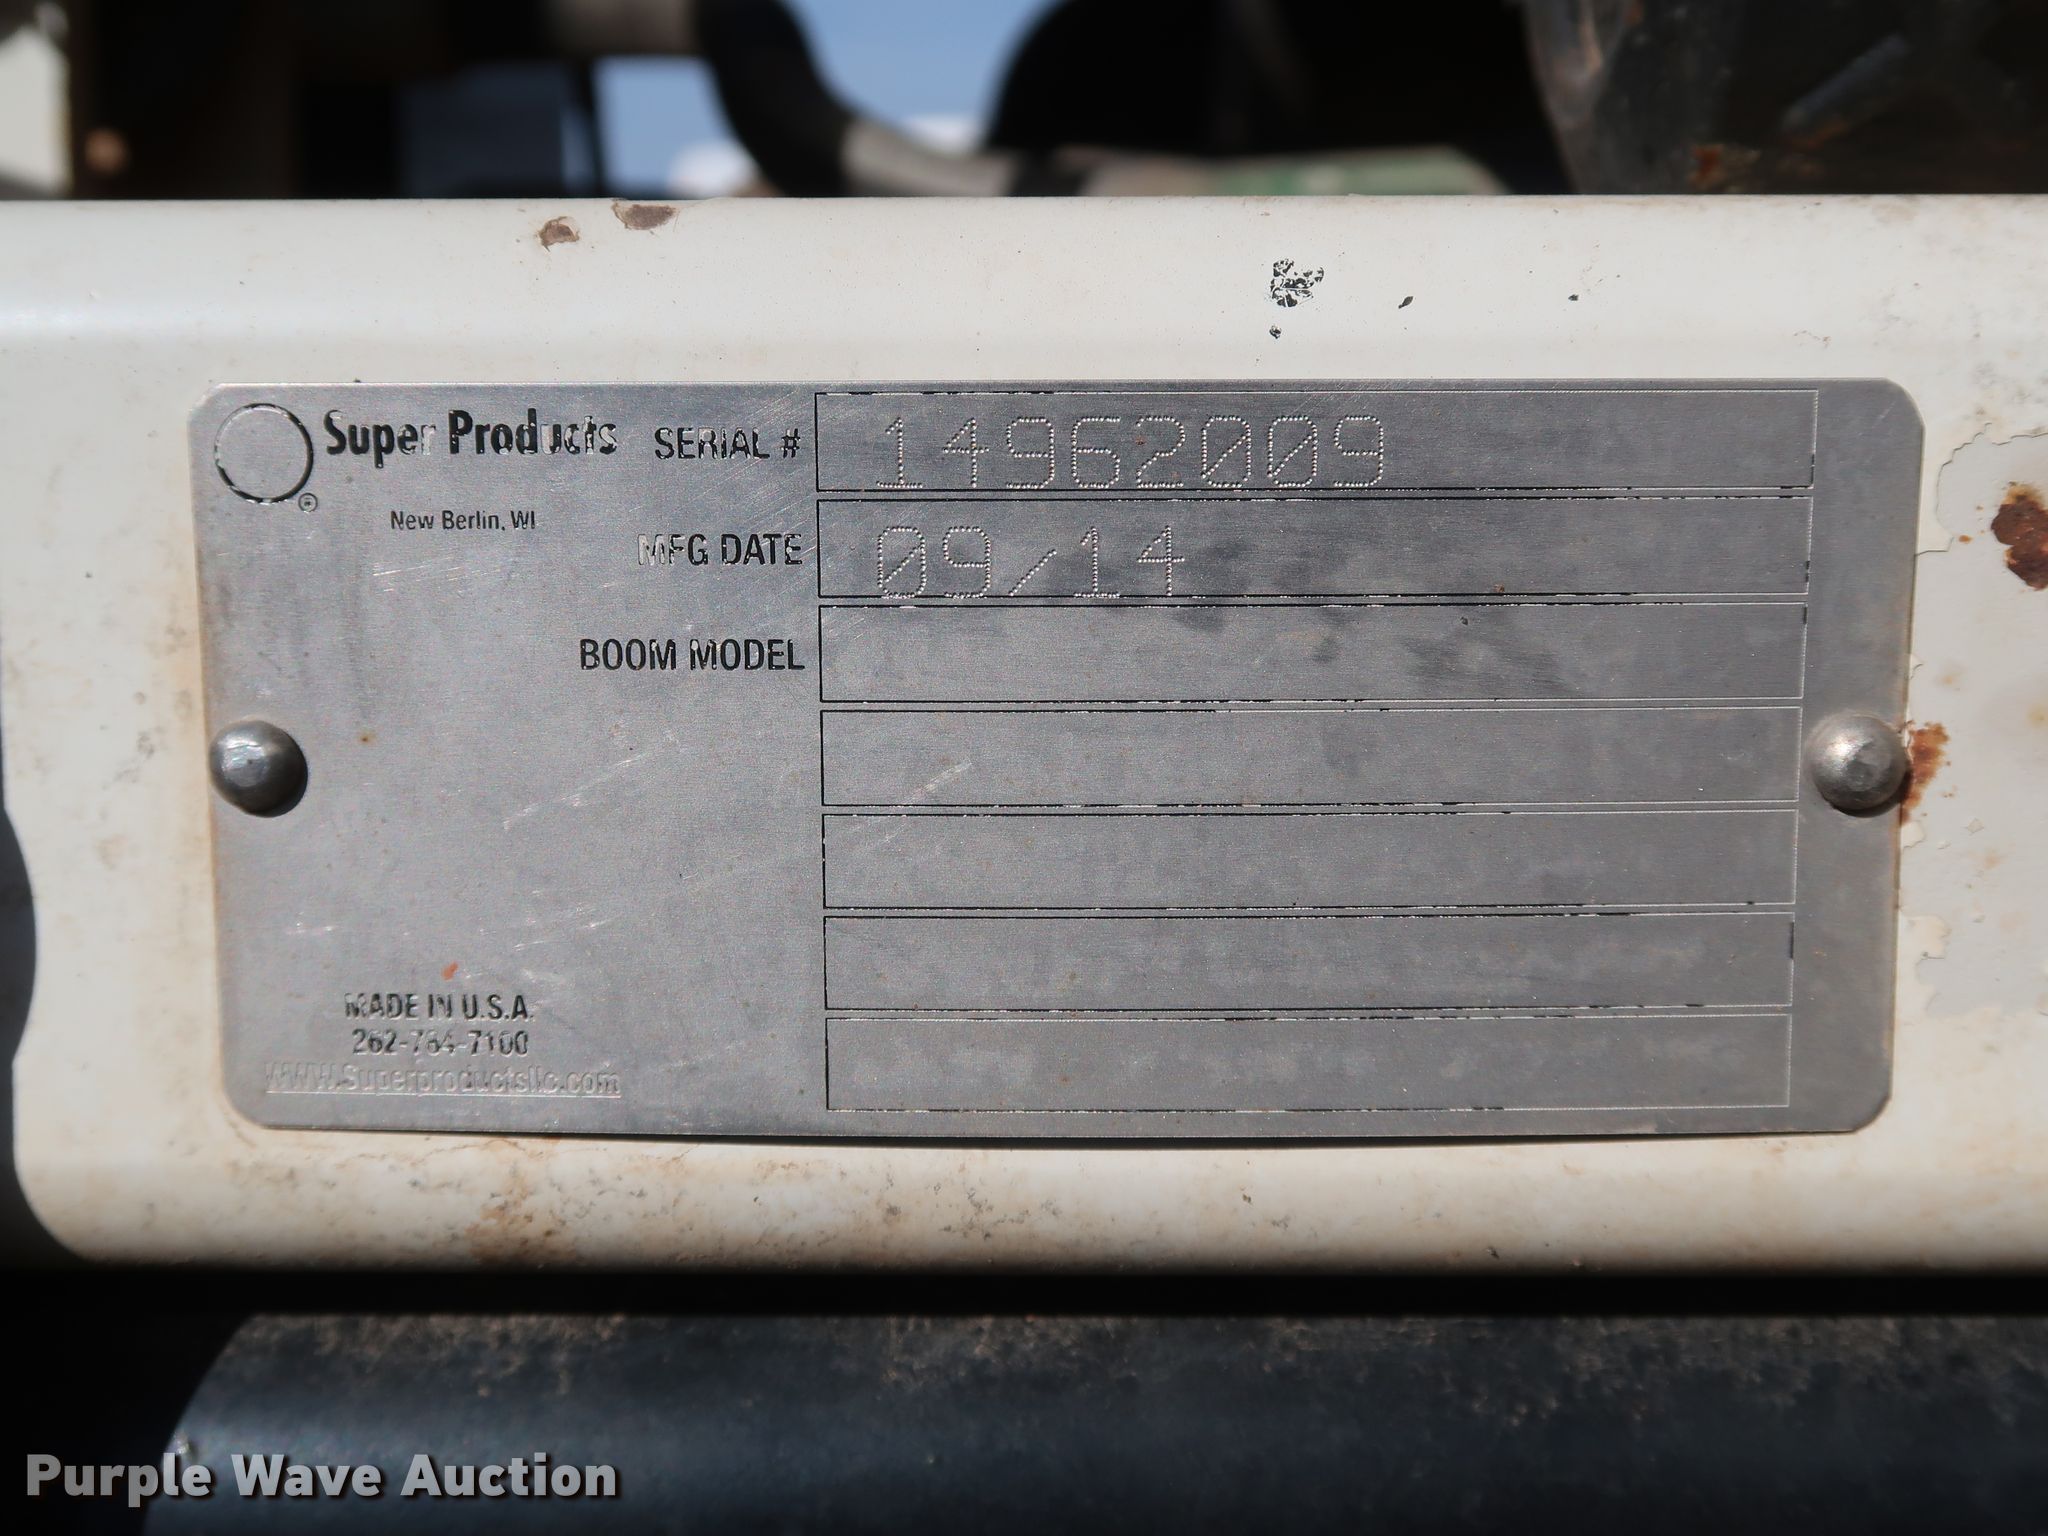 Super Products SERIAL # 14962009
®
New Berlin, WI
MFG DATE 09/14
BOOM MODEL
MADE IN U.S.A.
262-784-7100
WWW.Superproductsllc.com
Purple Wave Auction